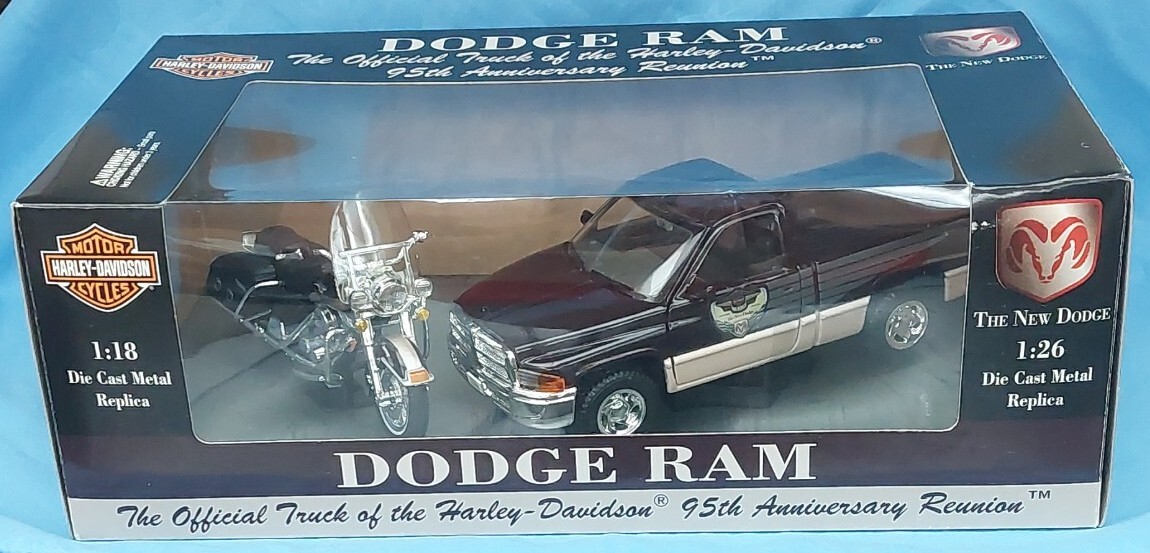 DODGE RAM
The Official Truck of the Harley-Davidson®
95th Anniversary Reunion™
MOTOR
HARLEY-DAVIDSON
CYCLES
THE NEW DODGE
WARNING:
MOTOR
HARLEY-DAVIDSON
CYCLES
1:18
Die Cast Metal
Replica
THE NEW DODGE
1:26
Die Cast Metal
Replica
DODGE RAM
The Official Truck of the Harley-Davidson® 95th Anniversary Reunion™